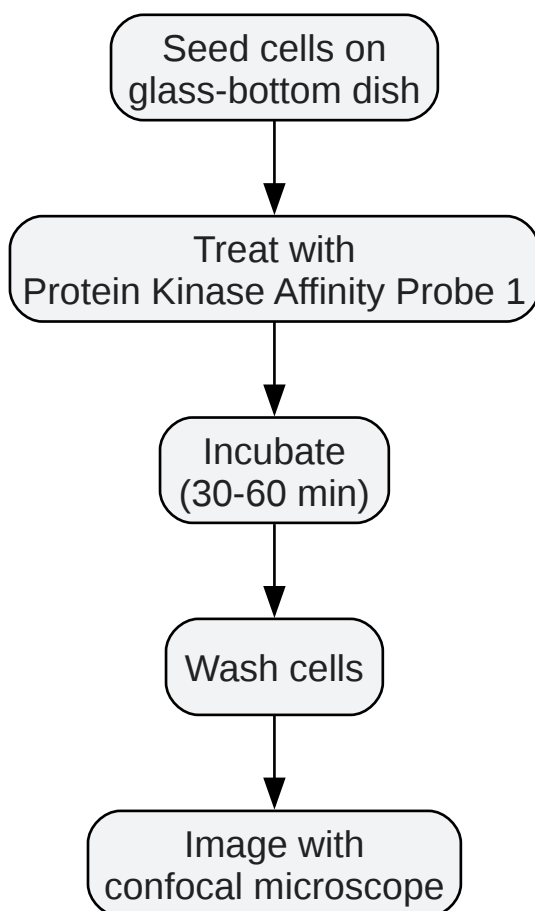 Seed cells on
glass-bottom dish
Treat with
Protein Kinase Affinity Probe 1
Incubate
(30-60 min)
Wash cells
Image with
confocal microscope